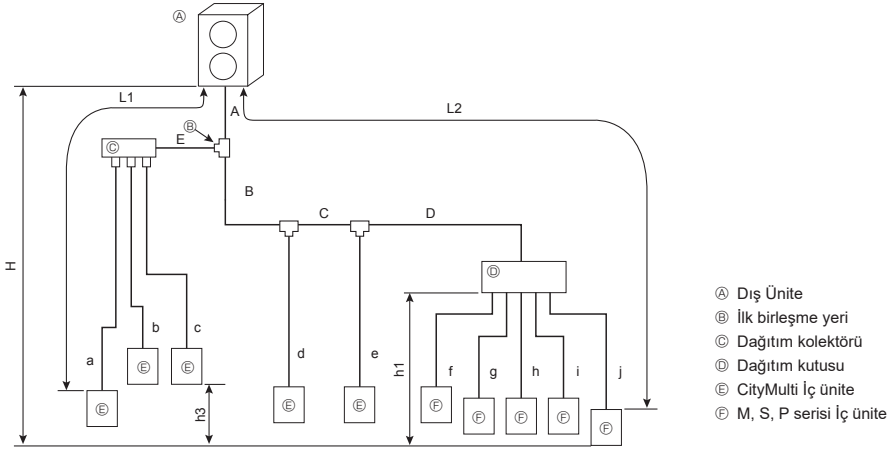 Ⓐ
L1
A
L2
Ⓑ
Ⓒ
E
B
C
D
H
Ⓓ
a
b
c
d
e
h1
f
g
h
i
j
h3
Ⓔ
Ⓔ
Ⓔ
Ⓔ
Ⓔ
Ⓕ
Ⓕ
Ⓕ
Ⓕ
Ⓕ
Ⓐ Dış Ünite
Ⓑ İlk birleşme yeri
Ⓒ Dağıtım kolektörü
Ⓓ Dağıtım kutusu
Ⓔ CityMulti İç ünite
Ⓕ M, S, P serisi İç ünite